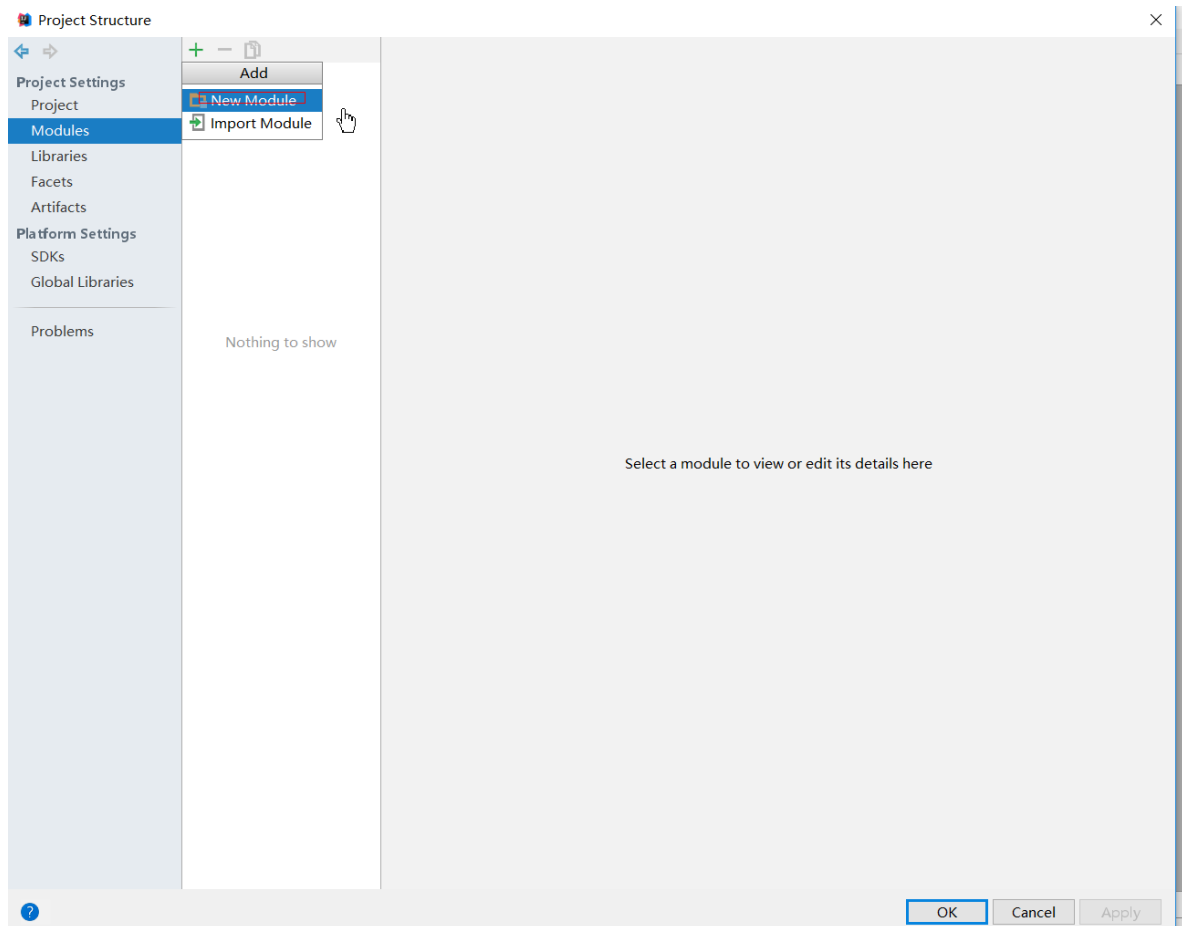 Project Structure
Project Settings
Project
Modules
Libraries
Facets
Artifacts
Platform Settings
SDKs
Global Libraries
Problems
Add
New Module
Import Module
Nothing to show
Select a module to view or edit its details here
?
OK
Cancel
Apply